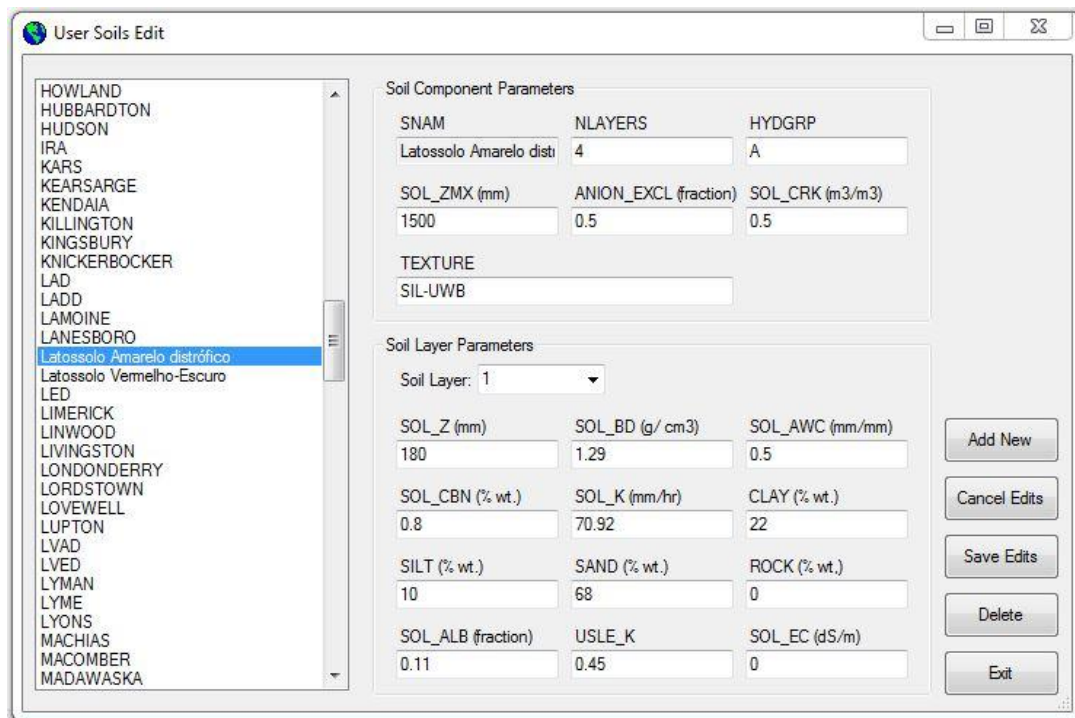 User Soils Edit
HOWLAND
HUBBARDTON
HUDSON
IRA
KARS
KEARSARGE
KENDAIA
KILLINGTON
KINGSBURY
KNICKERBOCKER
LAD
LADD
LAMOINE
LANESBORO
Latossolo Amarelo distrófico
Latossolo Vermelho-Escuro
LED
LIMERICK
LINWOOD
LIVINGSTON
LONDONDERRY
LORDSTOWN
LOVEWELL
LUPTON
LVAD
LVED
LYMAN
LYME
LYONS
MACHIAS
MACOMBER
MADAWASKA
Soil Component Parameters
SNAM NLAYERS HYDGRP
Latossolo Amarelo distr 4 A
SOL_ZMX (mm) ANION_EXCL (fraction) SOL_CRK (m3/m3)
1500 0.5 0.5
TEXTURE
SIL-UWB
Soil Layer Parameters
Soil Layer: 1
SOL_Z (mm) SOL_BD (g/ cm3) SOL_AWC (mm/mm)
180 1.29 0.5
SOL_CBN (% wt.) SOL_K (mm/hr) CLAY (% wt.)
0.8 70.92 22
SILT (% wt.) SAND (% wt.) ROCK (% wt,)
10 68 0
SOL_ALB (fraction) USLE_K SOL_EC (dS/m)
0.11 0.45 0
Add New
Cancel Edits
Save Edits
Delete
Exit